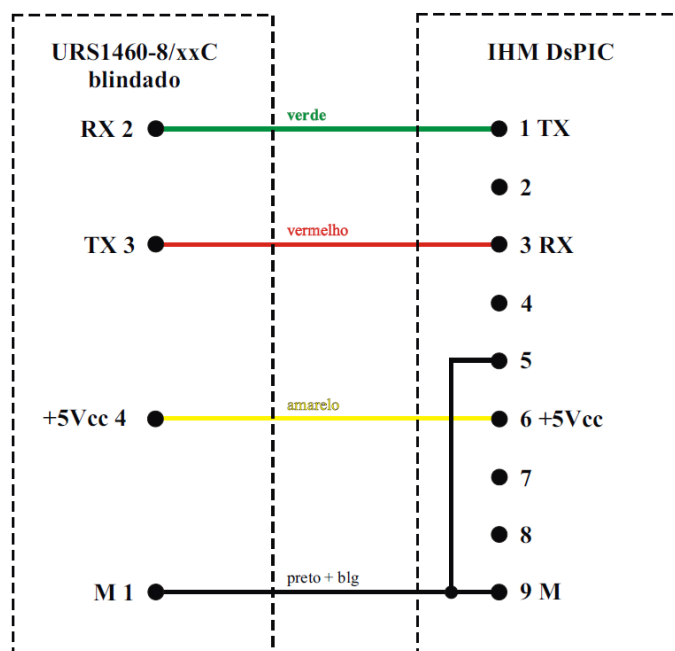 URS1460-8/xxC
blindado
IHM DsPIC
RX 2
verde
1 TX
2
TX 3
vermelho
3 RX
4
5
+5Vcc 4
amarelo
6 +5Vcc
7
8
M 1
preto + blg
9 M